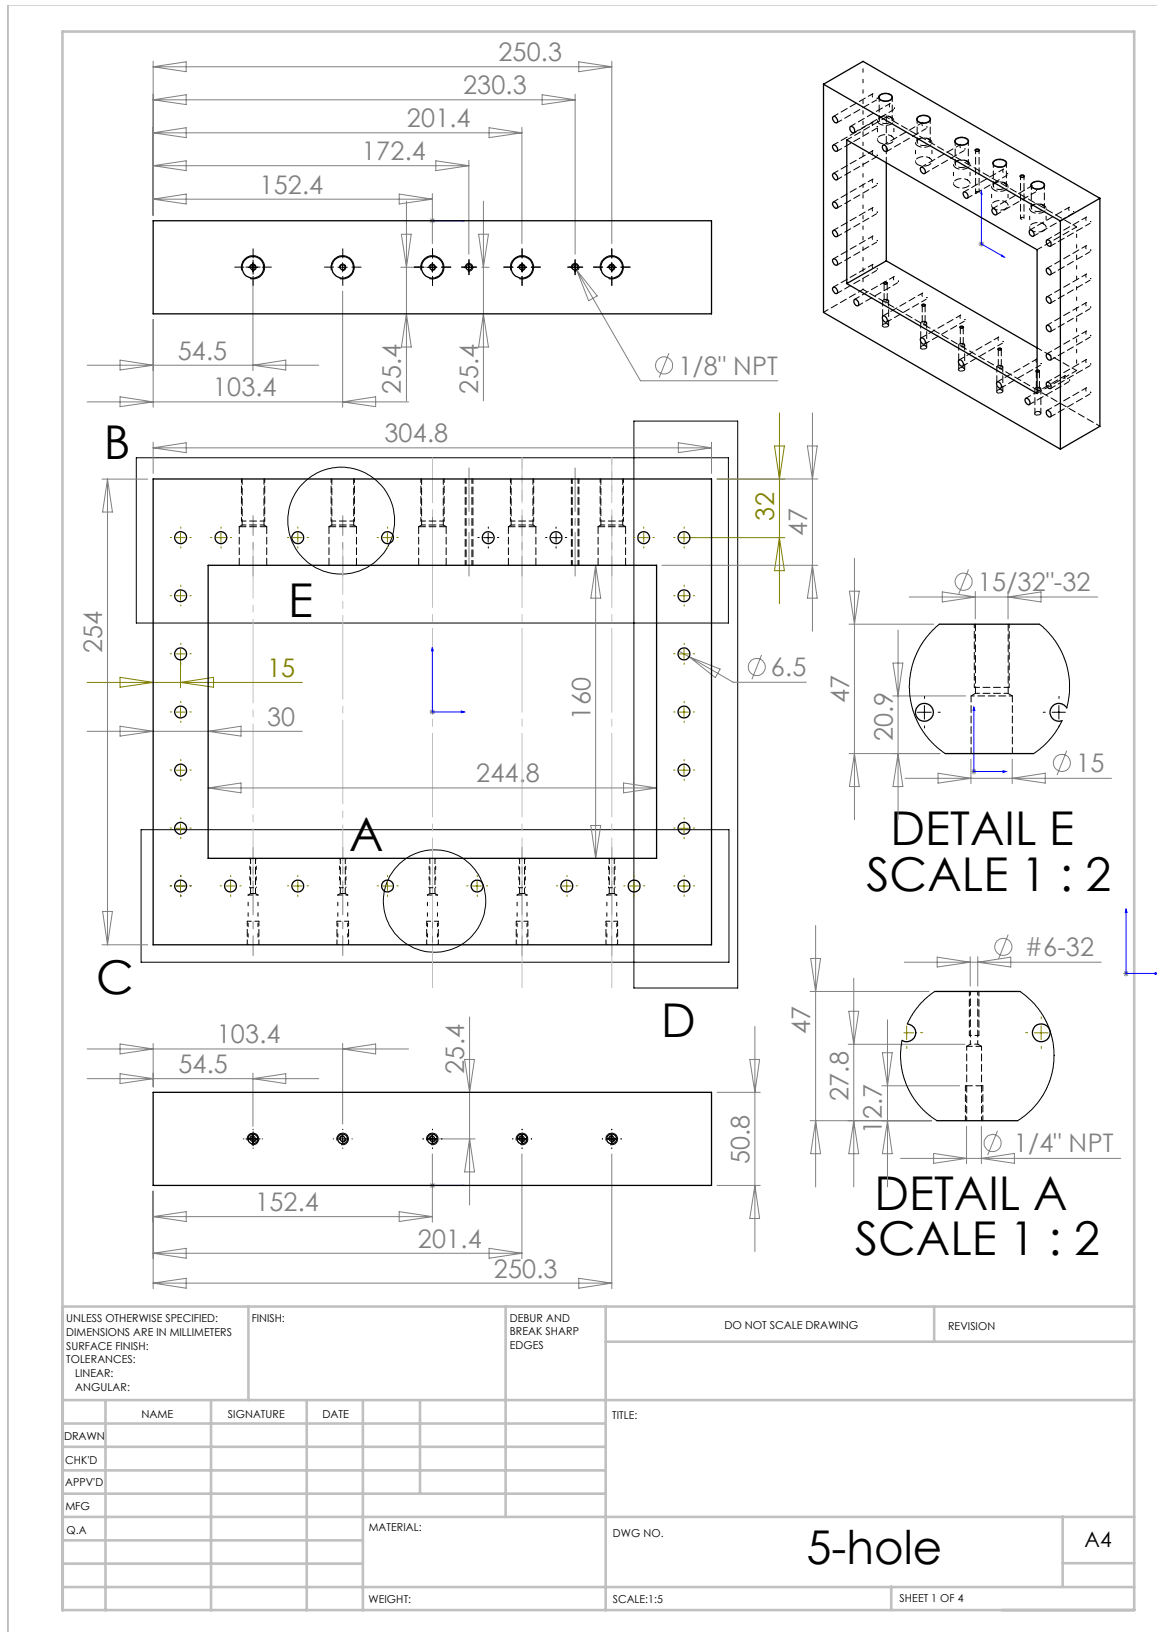 250.3
230.3
201.4
172.4
152.4
54.5
103.4
25.4
25.4
∅ 1/8" NPT
B
304.8
32
47
E
254
15
30
160
∅ 6.5
244.8
A
C
D
∅ 15/32"-32
47
20.9
∅ 15
DETAIL E
SCALE 1 : 2
∅ #6-32
47
27.8
12.7
∅ 1/4" NPT
DETAIL A
SCALE 1 : 2
103.4
54.5
25.4
50.8
152.4
201.4
250.3
UNLESS OTHERWISE SPECIFIED:
DIMENSIONS ARE IN MILLIMETERS
SURFACE FINISH:
TOLERANCES:
LINEAR:
ANGULAR:
FINISH:
DEBUR AND
BREAK SHARP
EDGES
DO NOT SCALE DRAWING
REVISION
NAME
SIGNATURE
DATE
TITLE:
DRAWN
CHK'D
APPV'D
MFG
Q.A
MATERIAL:
DWG NO.
5-hole
A4
WEIGHT:
SCALE:1:5
SHEET 1 OF 4